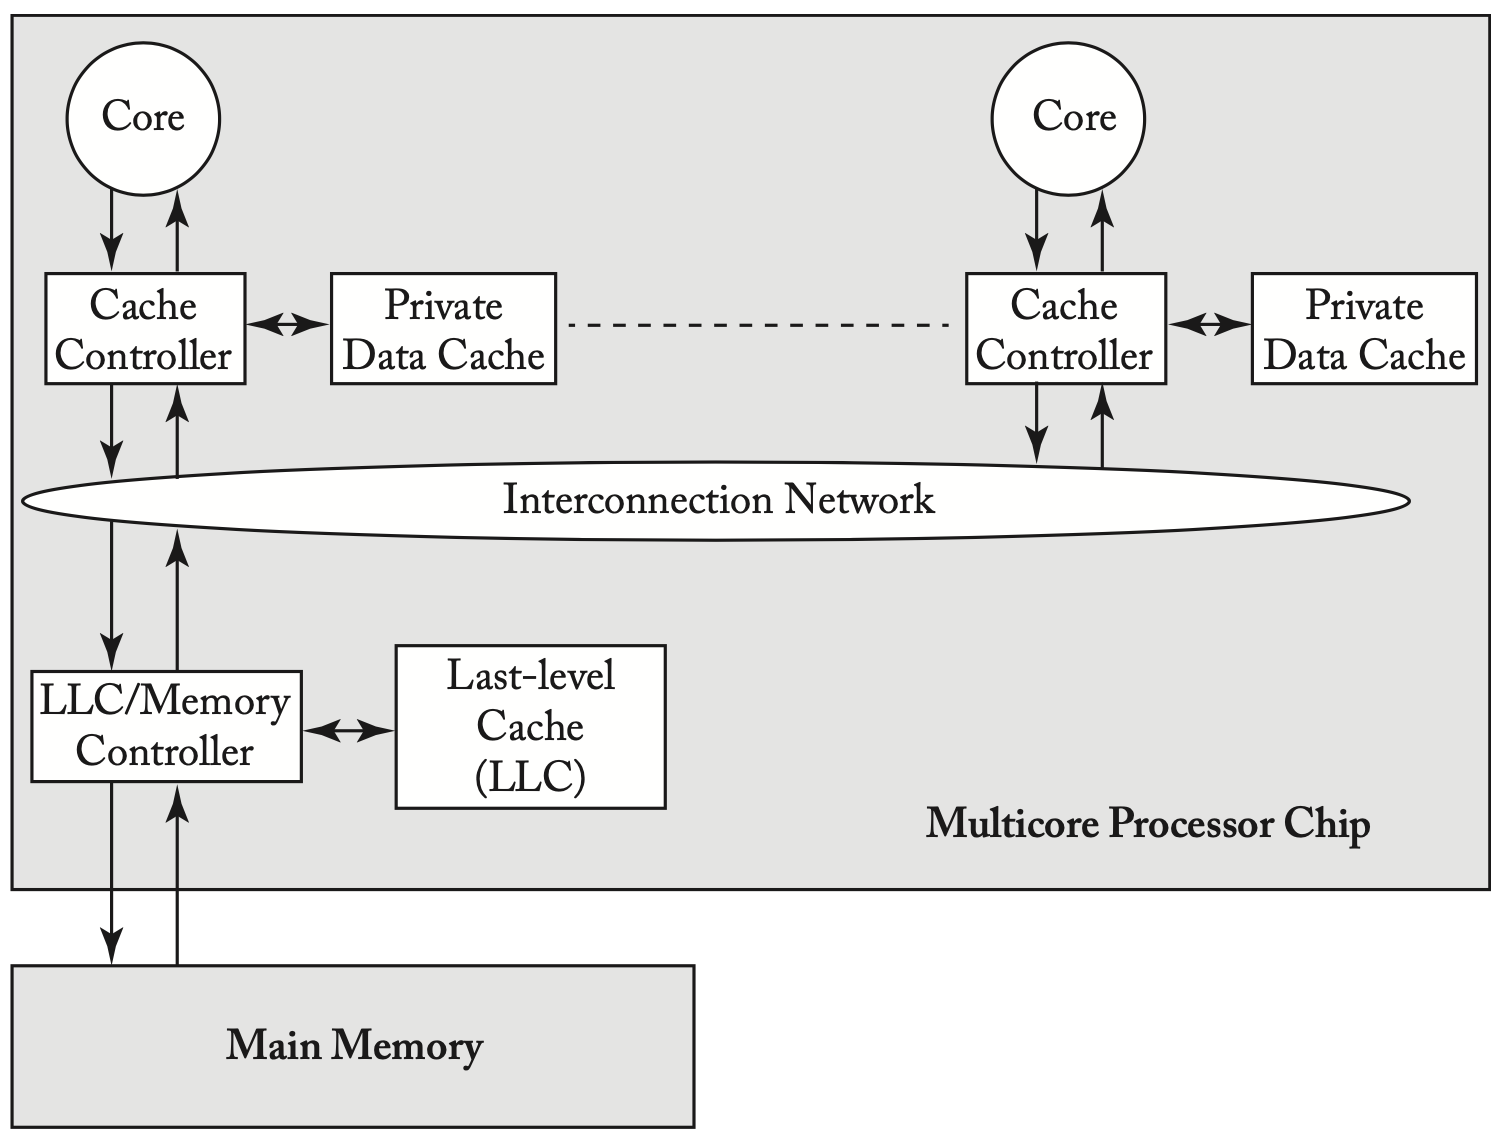 Core
Core
Cache
Controller
Private
Data Cache
Cache
Controller
Private
Data Cache
Interconnection Network
LLC/Memory
Controller
Last-level
Cache
(LLC)
Multicore Processor Chip
Main Memory